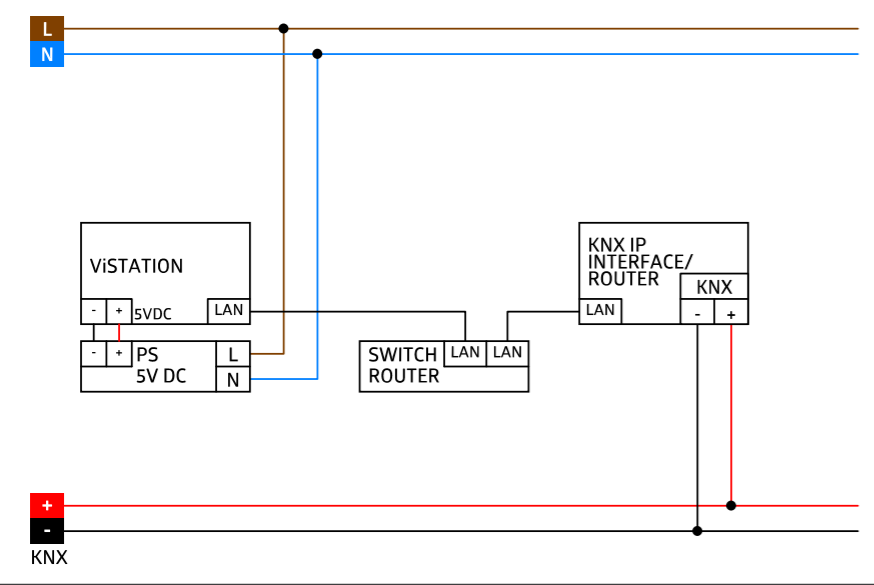 L
N
ViSTATION
- + 5VDC LAN
- + PS L
5V DC N
SWITCH LAN LAN
ROUTER
KNX IP
INTERFACE/
ROUTER
KNX
LAN - +
+
-
KNX